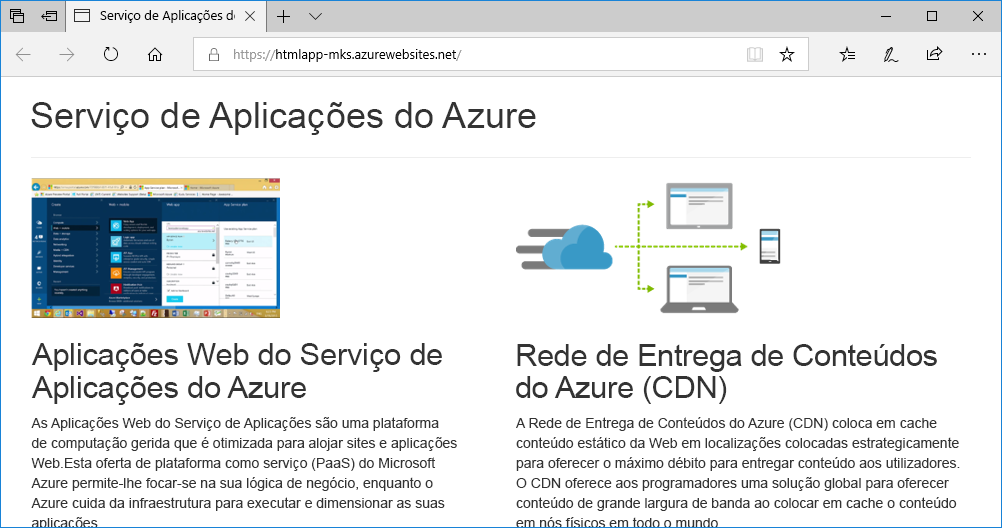 Serviço de Aplicações do
https://htmlapp-mks.azurewebsites.net/
Serviço de Aplicações do Azure
Aplicações Web do Serviço de
Aplicações do Azure
As Aplicações Web do Serviço de Aplicações são uma plataforma
de computação gerida que é otimizada para alojar sites e aplicações
Web.Esta oferta de plataforma como serviço (PaaS) do Microsoft
Azure permite-lhe focar-se na sua lógica de negócio, enquanto o
Azure cuida da infraestrutura para executar e dimensionar as suas
aplicações
Rede de Entrega de Conteúdos
do Azure (CDN)
A Rede de Entrega de Conteúdos do Azure (CDN) coloca em cache
conteúdo estático da Web em localizações colocadas estrategicamente
para oferecer o máximo débito para entregar conteúdo aos utilizadores.
O CDN oferece aos programadores uma solução global para oferecer
conteúdo de grande largura de banda ao colocar em cache o conteúdo
em nós físicos em todo o mundo